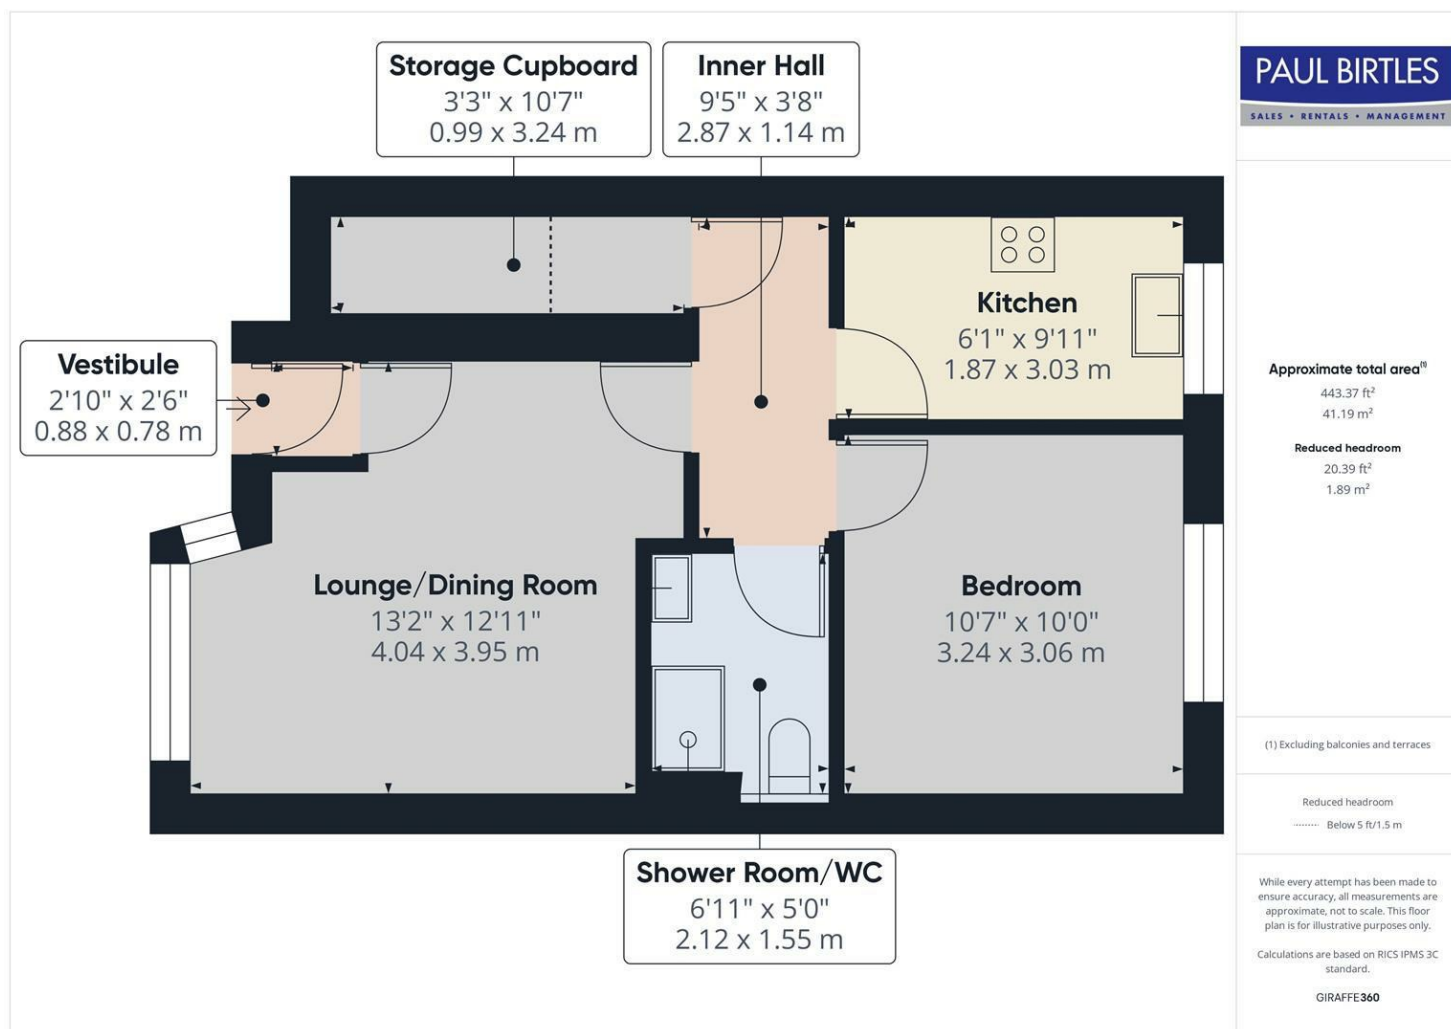 Storage Cupboard
3'3" x 10'7"
0.99 x 3.24 m
Inner Hall
9'5" x 3'8"
2.87 x 1.14 m
Vestibule
2'10" x 2'6"
0.88 x 0.78 m
Kitchen
6'1" x 9'11"
1.87 x 3.03 m
Lounge/Dining Room
13'2" x 12'11"
4.04 x 3.95 m
Bedroom
10'7" x 10'0"
3.24 x 3.06 m
Shower Room/WC
6'11" x 5'0"
2.12 x 1.55 m
PAUL BIRTLES
SALES • RENTALS • MANAGEMENT
Approximate total area⁽¹⁾
443.37 ft²
41.19 m²
Reduced headroom
20.39 ft²
1.89 m²
(1) Excluding balconies and terraces
Reduced headroom
Below 5 ft/1.5 m
While every attempt has been made to
ensure accuracy, all measurements are
approximate, not to scale. This floor
plan is for illustrative purposes only.
Calculations are based on RICS IPMS 3C
standard.
GIRAFFE360